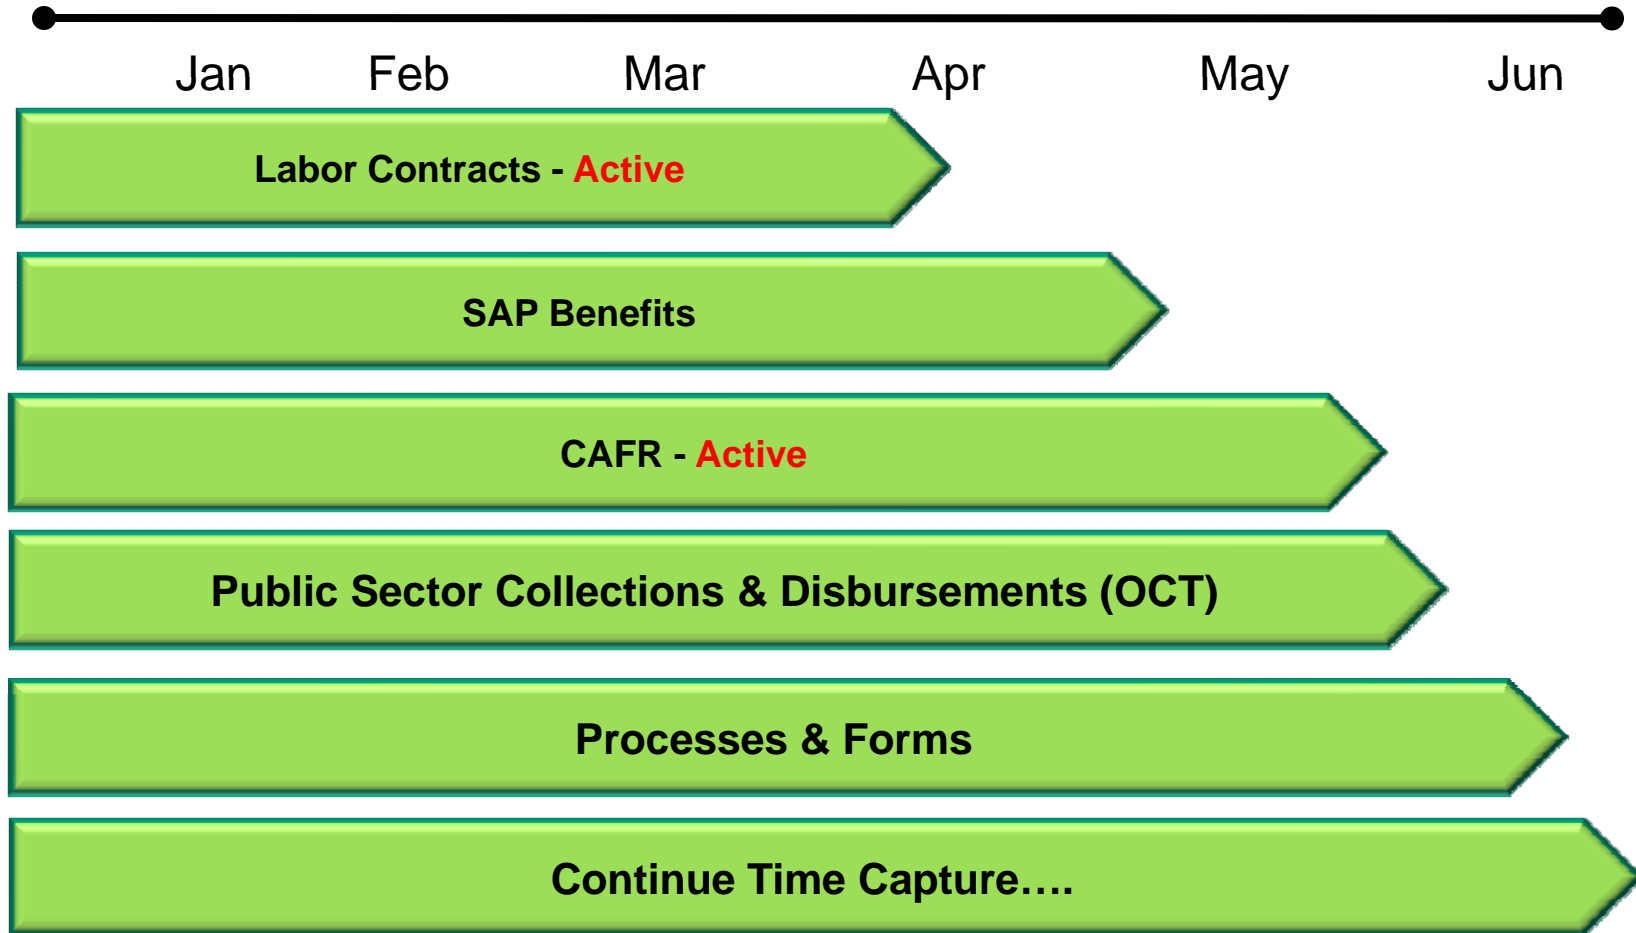 Jan Feb Mar Apr May Jun
Labor Contracts - Active
SAP Benefits
CAFR - Active
Public Sector Collections & Disbursements (OCT)
Processes & Forms
Continue Time Capture….